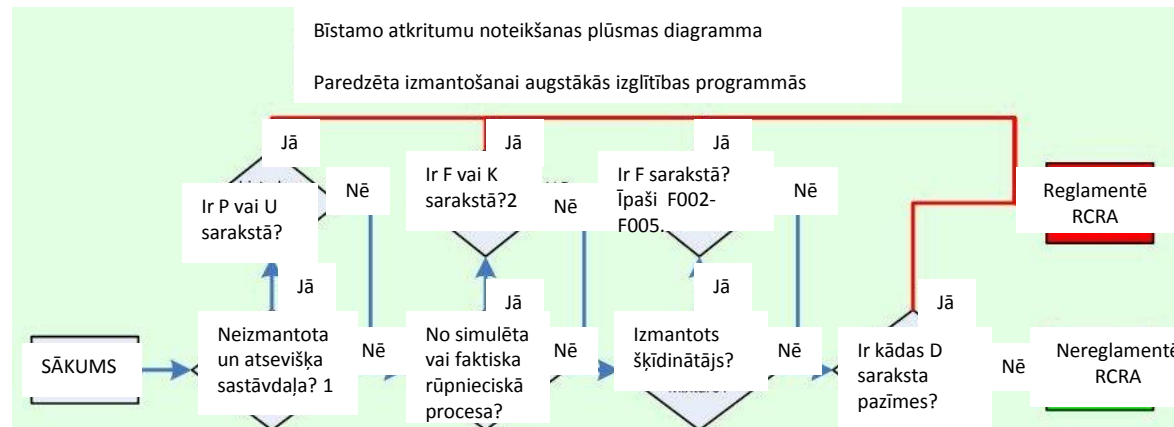 Bīstamo atkritumu noteikšanas plūsmas diagramma
Paredzēta izmantošanai augstākās izglītības programmās
Jā
Jā
Jā
Ir P vai U
sarakstā?
Nē
Ir F vai K
sarakstā?2
Nē
Ir F sarakstā?
Īpaši F002-
F005.
Nē
Reglamentē
RCRA
Jā
Jā
Jā
Jā
SĀKUMS
Neizmantota
un atsevišķa
sastāvdaļa? 1
Nē
No simulēta
vai faktiska
rūpnieciskā
procesa?
Nē
Izmantots
šķīdinātājs?
Nē
Ir kādas D
saraksta
pazīmes?
Nē
Nereglamentē
RCRA